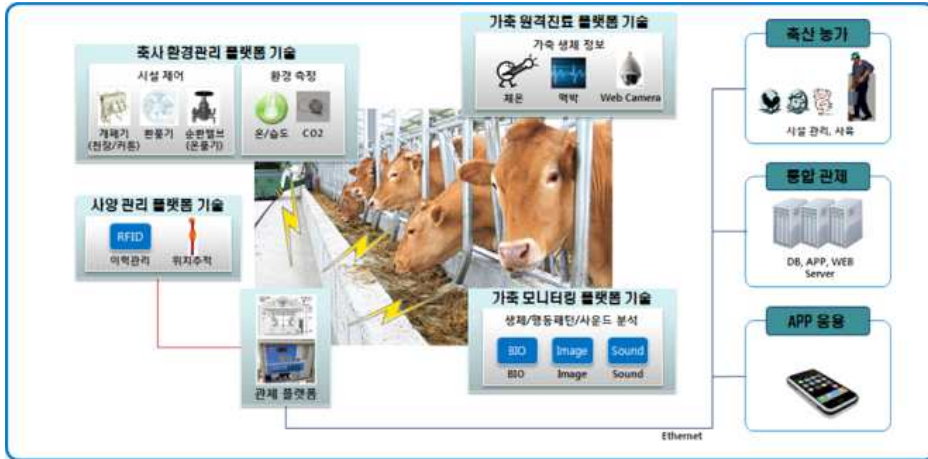 축사 환경관리 플랫폼 기술
시설 제어
개폐기
(천장/커튼)
환풍기
순환밸브
(온풍기)
환경 측정
온/습도
CO2
가축 원격진료 플랫폼 기술
가축 생체 정보
체온
맥박
Web Camera
사양 관리 플랫폼 기술
RFID
이력관리
위치추적
관제 플랫폼
가축 모니터링 플랫폼 기술
생체/행동패턴/사운드 분석
BIO
Image
Sound
BIO
Image
Sound
Ethernet
축산 농가
시설 관리, 사육
통합 관제
DB, APP, WEB
Server
APP 응용